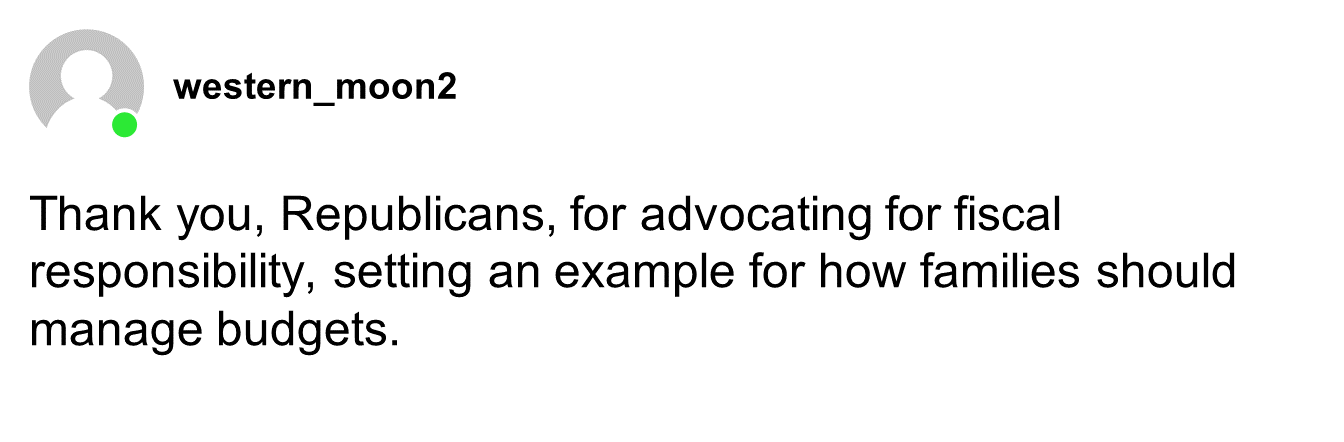 western_moon2
Thank you, Republicans, for advocating for fiscal
responsibility, setting an example for how families should
manage budgets.